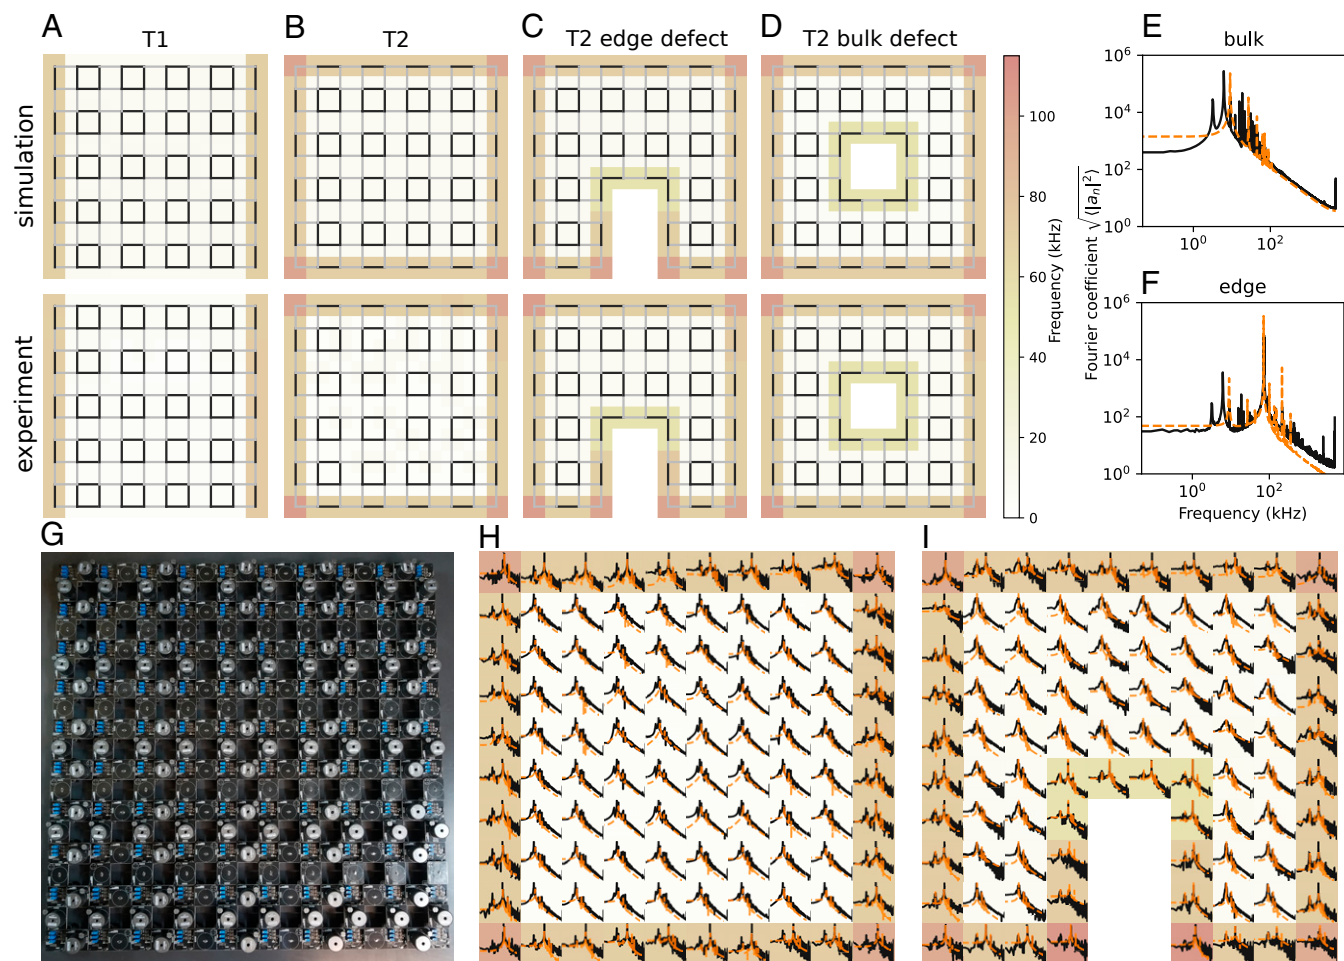 A
T1
B
T2
C
T2 edge defect
D
T2 bulk defect
E
bulk
simulation
experiment
100
80
60
40
20
0
Frequency (kHz)
10^6
10^4
10^2
10^0
10^0
10^2
Fourier coefficient √⟨|a_n|^2⟩
F
edge
10^6
10^4
10^2
10^0
10^0
10^2
Frequency (kHz)
G
H
I